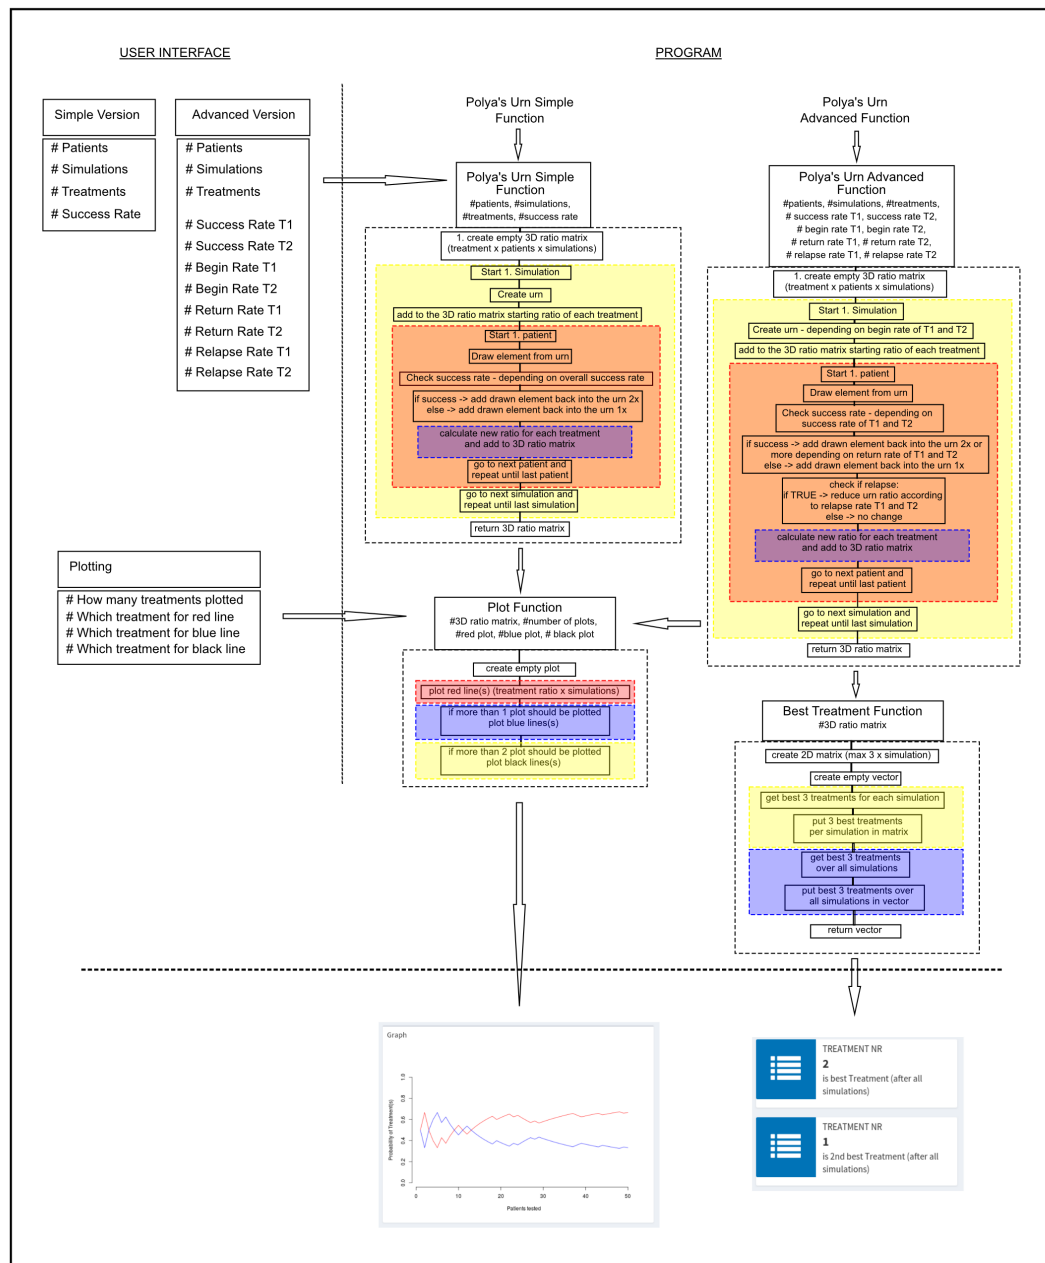 USER INTERFACE
PROGRAM
Simple Version
# Patients
# Simulations
# Treatments
# Success Rate
Advanced Version
# Patients
# Simulations
# Treatments
# Success Rate T1
# Success Rate T2
# Begin Rate T1
# Begin Rate T2
# Return Rate T1
# Return Rate T2
# Relapse Rate T1
# Relapse Rate T2
Plotting
# How many treatments plotted
# Which treatment for red line
# Which treatment for blue line
# Which treatment for black line
Polya's Urn Simple
Function
Polya's Urn Simple
Function
#patients, #simulations,
#treatments, #success rate
1. create empty 3D ratio matrix
(treatment x patients x simulations)
Start 1. Simulation
Create urn
add to the 3D ratio matrix starting ratio of each treatment
Start 1. patient
Draw element from urn
Check success rate - depending on overall success rate
if success -> add drawn element back into the urn 2x
else -> add drawn element back into the urn 1x
calculate new ratio for each treatment
and add to 3D ratio matrix
go to next patient and
repeat until last patient
go to next simulation and
repeat until last simulation
return 3D ratio matrix
Plot Function
#3D ratio matrix, #number of plots,
#red plot, #blue plot, # black plot
create empty plot
plot red line(s) (treatment ratio x simulations)
if more than 1 plot should be plotted
plot blue lines(s)
if more than 2 plot should be plotted
plot black lines(s)
Polya's Urn
Advanced Function
Polya's Urn Advanced
Function
#patients, #simulations, #treatments,
# success rate T1, success rate T2,
# begin rate T1, begin rate T2,
# return rate T1, # return rate T2,
# relapse rate T1, # relapse rate T2
1. create empty 3D ratio matrix
(treatment x patients x simulations)
Start 1. Simulation
Create urn - depending on begin rate of T1 and T2
add to the 3D ratio matrix starting ratio of each treatment
Start 1. patient
Draw element from urn
Check success rate - depending on
success rate of T1 and T2
if success -> add drawn element back into the urn 2x or
more depending on return rate of T1 and T2
else -> add drawn element back into the urn 1x
check if relapse:
if TRUE -> reduce urn ratio according
to relapse rate T1 and T2
else -> no change
calculate new ratio for each treatment
and add to 3D ratio matrix
go to next patient and
repeat until last patient
go to next simulation and
repeat until last simulation
return 3D ratio matrix
Best Treatment Function
#3D ratio matrix
create 2D matrix (max 3 x simulation)
create empty vector
get best 3 treatments for each simulation
put 3 best treatments
per simulation in matrix
get best 3 treatments
over all simulations
put best 3 treatments over
all simulations in vector
return vector
Graph
Probability of Treatment(s)
1.0
0.8
0.6
0.4
0.2
0.0
0 10 20 30 40 50
Patients tested
TREATMENT NR
2
is best Treatment (after all
simulations)
TREATMENT NR
1
is 2nd best Treatment (after all
simulations)